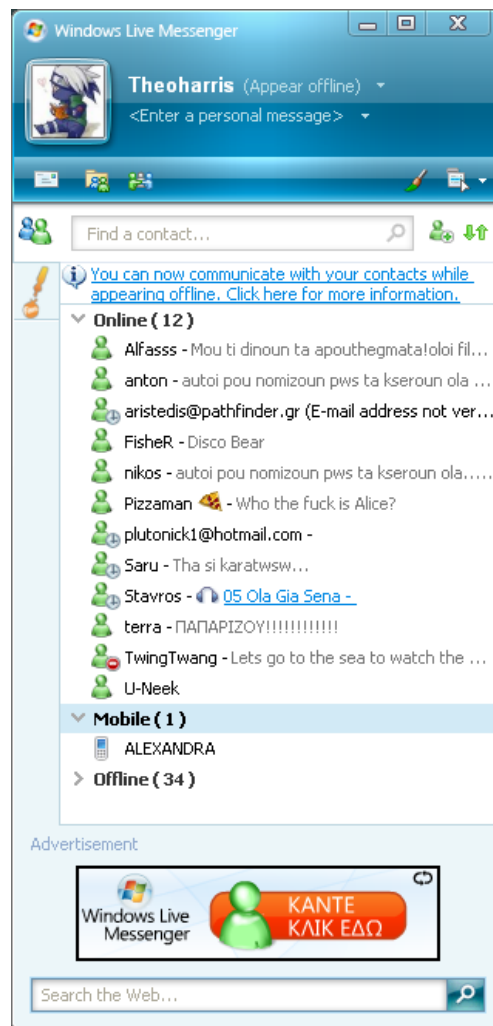 Windows Live Messenger
Theoharris (Appear offline)
<Enter a personal message>
Find a contact...
You can now communicate with your contacts while
appearing offline. Click here for more information.
Online ( 12 )
Alfasss - Mou ti dinoun ta apouthegmata!oloi fil...
anton - autoi pou nomizoun pws ta kseroun ola ...
aristedis@pathfinder.gr (E-mail address not ver...
FisheR - Disco Bear
nikos - autoi pou nomizoun pws ta kseroun ola.....
Pizzaman - Who the fuck is Alice?
plutonick1@hotmail.com -
Saru - Tha si karatwsw...
Stavros - 05 Ola Gia Sena -
terra - ΠΑΠΑΡΙΖΟΥ!!!!!!!!!!!!
TwingTwang - Lets go to the sea to watch the ...
U-Neek
Mobile ( 1 )
ALEXANDRA
Offline ( 34 )
Advertisement
Windows Live
Messenger
ΚΑΝΤΕ
ΚΛΙΚ ΕΔΩ
Search the Web...